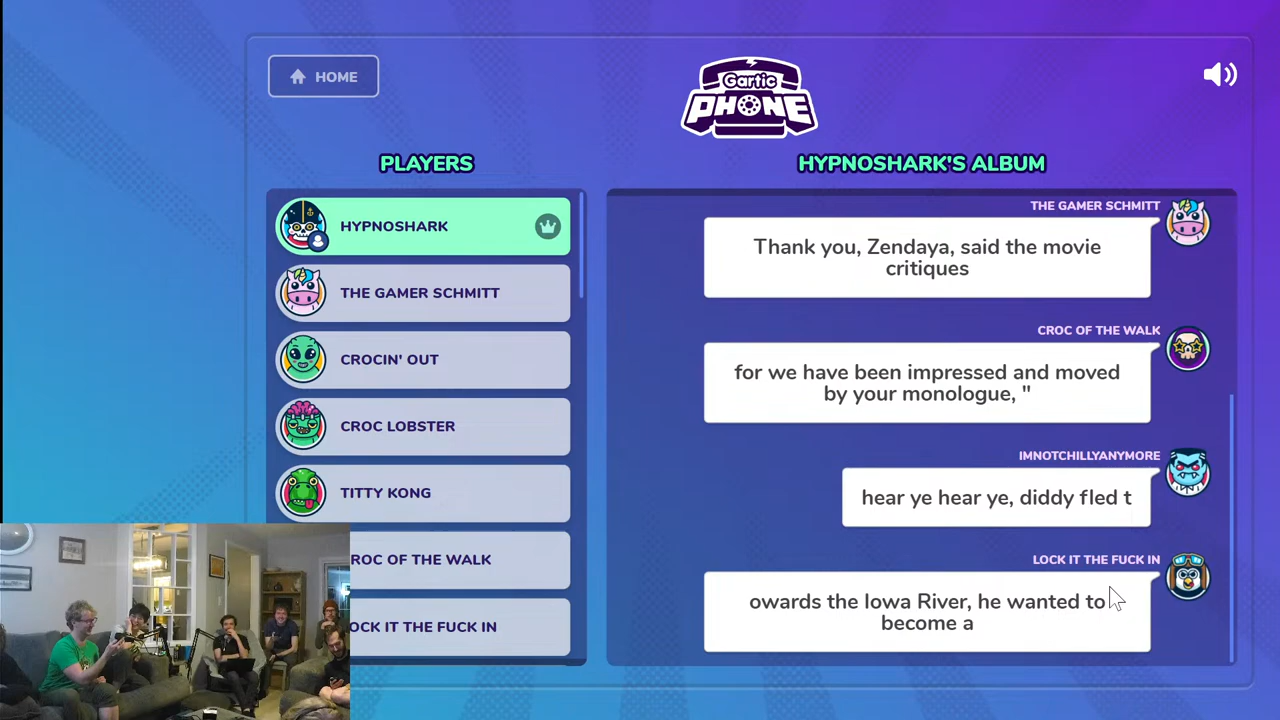 HOME
Gartic
PHONE
PLAYERS
HYPNOSHARK
THE GAMER SCHMITT
CROCIN' OUT
CROC LOBSTER
TITTY KONG
ROC OF THE WALK
OCK IT THE FUCK IN
HYPNOSHARK'S ALBUM
THE GAMER SCHMITT
Thank you, Zendaya, said the movie
critiques
CROC OF THE WALK
for we have been impressed and moved
by your monologue, "
IMNOTCHILLYANYMORE
hear ye hear ye, diddy fled t
LOCK IT THE FUCK IN
owards the Iowa River, he wanted to
become a